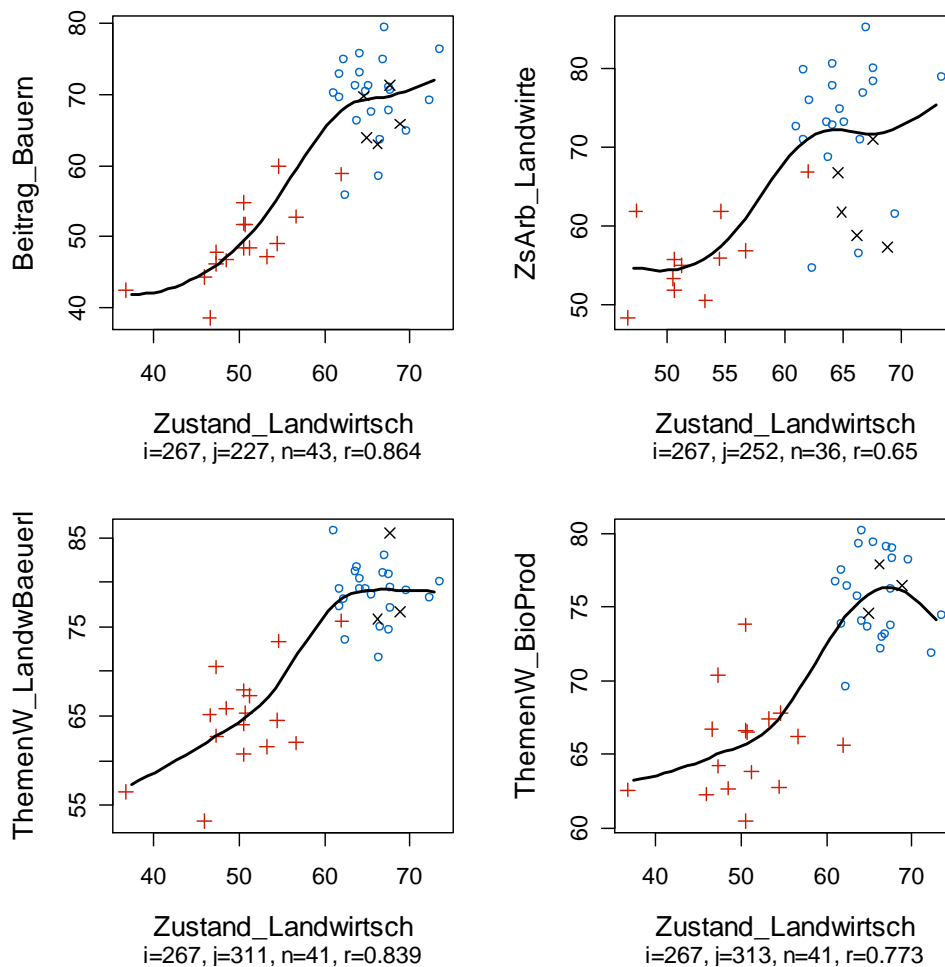 Beitrag_Bauern
80
70
60
50
40
40 50 60 70
Zustand_Landwirtsch
i=267, j=227, n=43, r=0.864
ZsArb_Landwirte
80
70
60
50
50 55 60 65 70
Zustand_Landwirtsch
i=267, j=252, n=36, r=0.65
ThemenW_LandwBaeuerl
85
75
65
55
40 50 60 70
Zustand_Landwirtsch
i=267, j=311, n=41, r=0.839
ThemenW_BioProd
80
75
70
65
60
40 50 60 70
Zustand_Landwirtsch
i=267, j=313, n=41, r=0.773